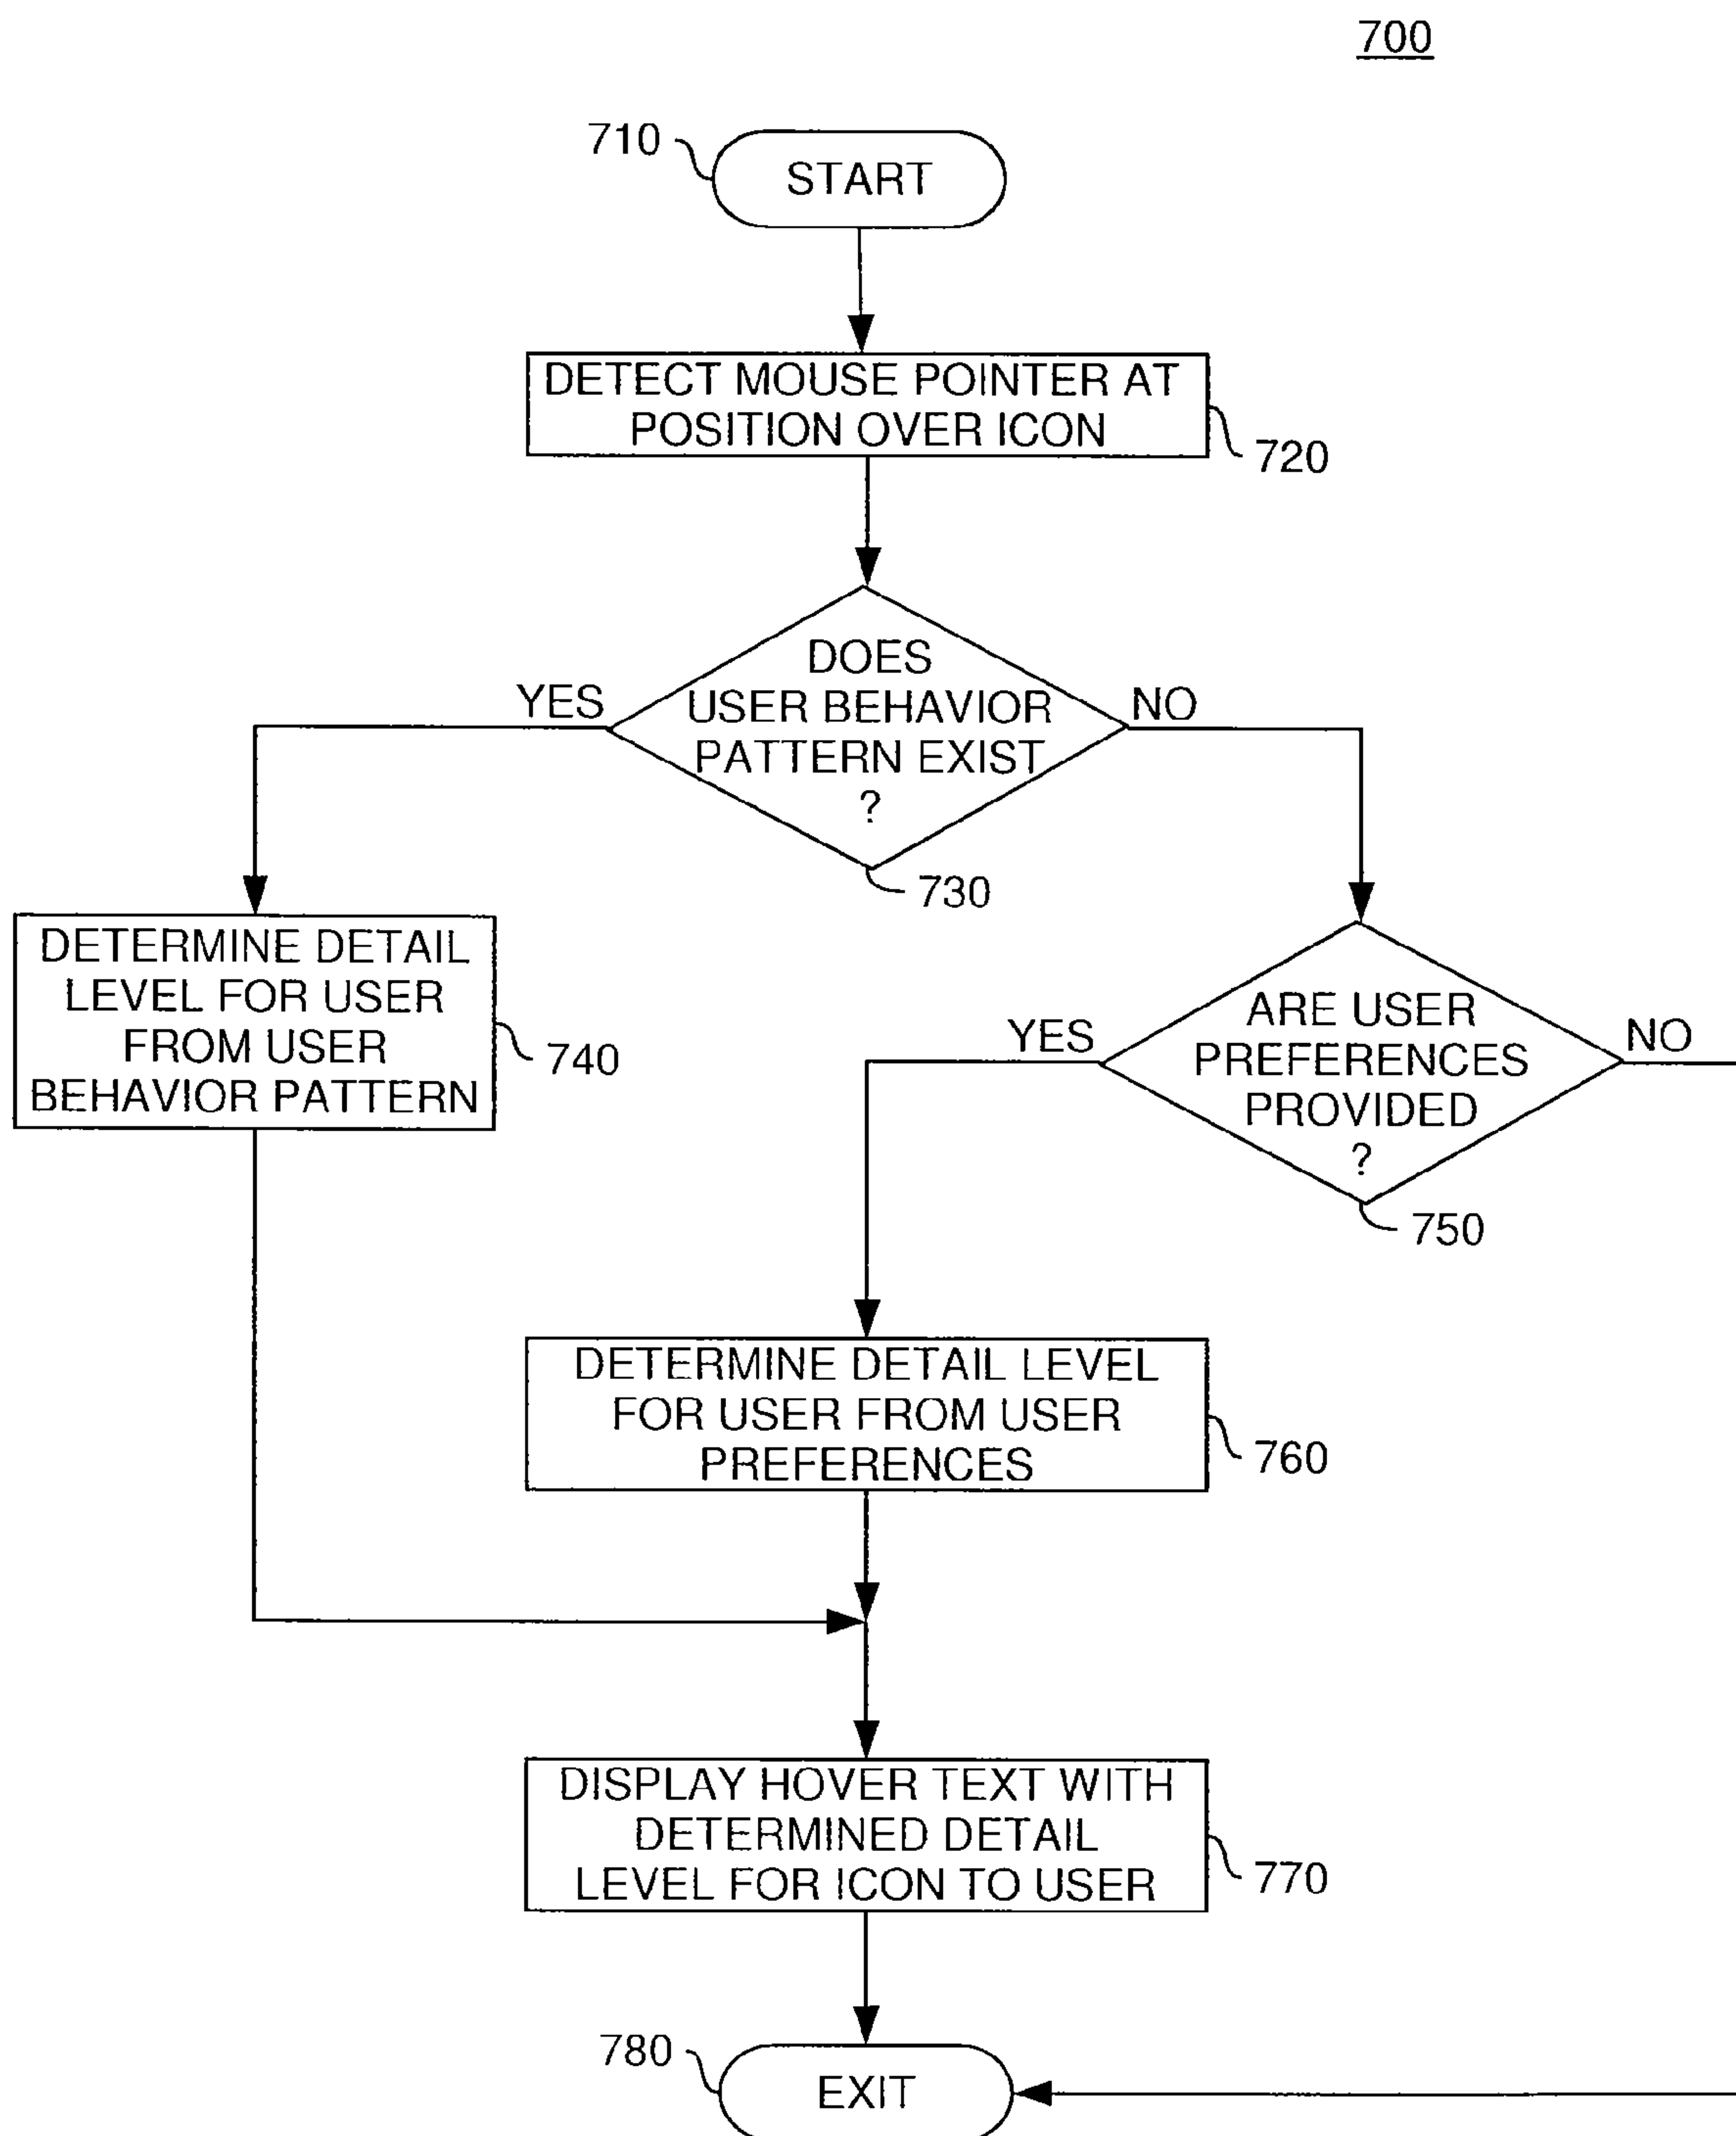 700
710
START
DETECT MOUSE POINTER AT
POSITION OVER ICON
720
DOES
USER BEHAVIOR
PATTERN EXIST
?
YES
NO
730
DETERMINE DETAIL
LEVEL FOR USER
FROM USER
BEHAVIOR PATTERN
740
ARE USER
PREFERENCES
PROVIDED
?
YES
NO
750
DETERMINE DETAIL LEVEL
FOR USER FROM USER
PREFERENCES
760
DISPLAY HOVER TEXT WITH
DETERMINED DETAIL
LEVEL FOR ICON TO USER
770
780
EXIT